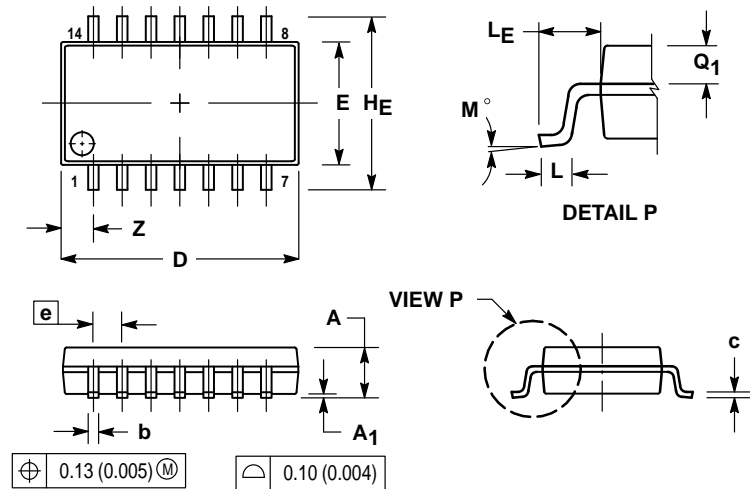 14 8
E
H_E
1 7
Z
D
L_E
Q_1
M°
L
DETAIL P
e
A
b
A_1
0.13 (0.005) Ⓜ
0.10 (0.004)
VIEW P
c